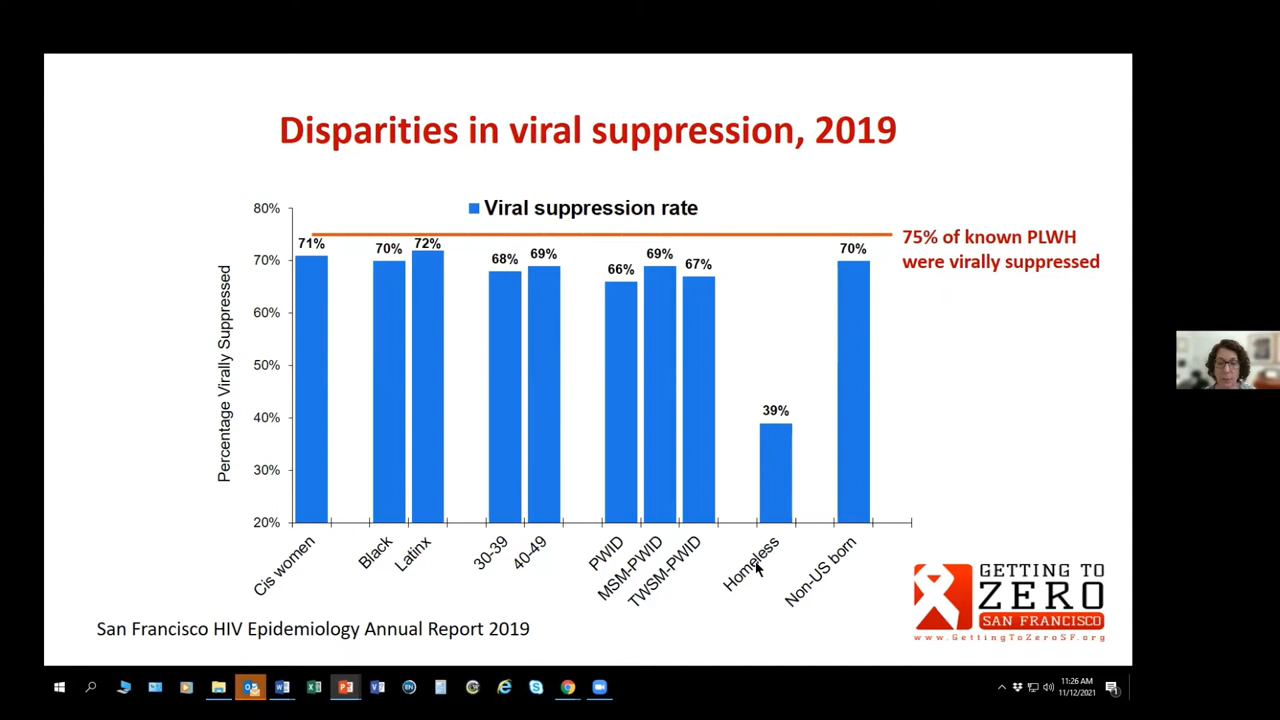 Disparities in viral suppression, 2019
Viral suppression rate
80%
70%
60%
50%
40%
30%
20%
Percentage Virally Suppressed
71%
70%
72%
68%
69%
66%
69%
67%
39%
70%
75% of known PLWH
were virally suppressed
Cis women
Black
Latinx
30-39
40-49
PWID
MSM-PWID
TWSM-PWID
Homeless
Non-US born
San Francisco HIV Epidemiology Annual Report 2019
GETTING TO
ZERO
SAN FRANCISCO
www.GettingToZeroSF.org
11:26 AM
11/12/2021